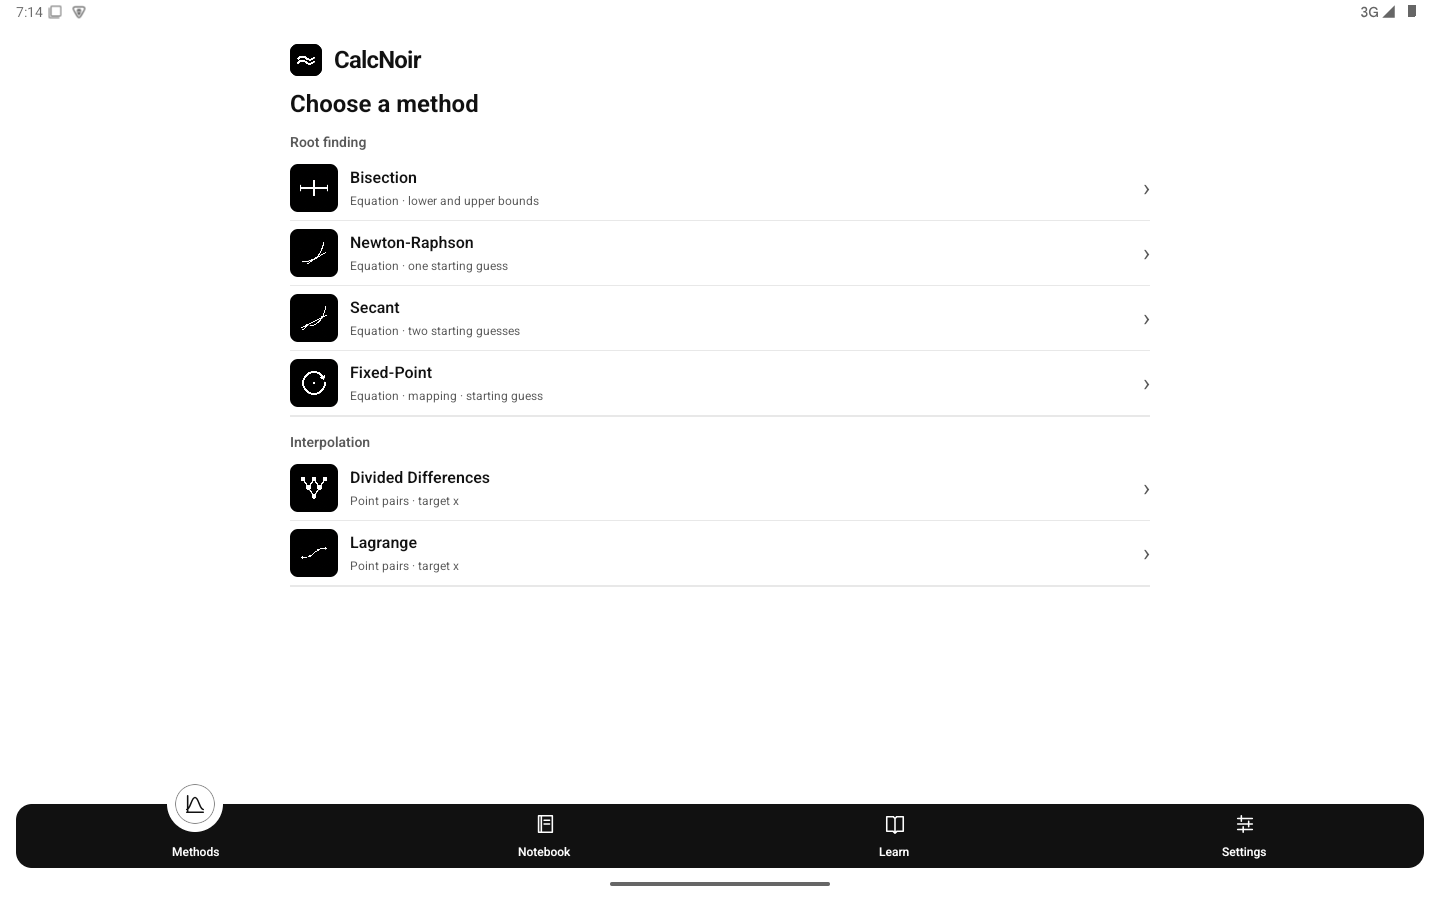 7:14
3G
CalcNoir
Choose a method
Root finding
Bisection
Equation · lower and upper bounds
Newton-Raphson
Equation · one starting guess
Secant
Equation · two starting guesses
Fixed-Point
Equation · mapping · starting guess
Interpolation
Divided Differences
Point pairs · target x
Lagrange
Point pairs · target x
Methods
Notebook
Learn
Settings